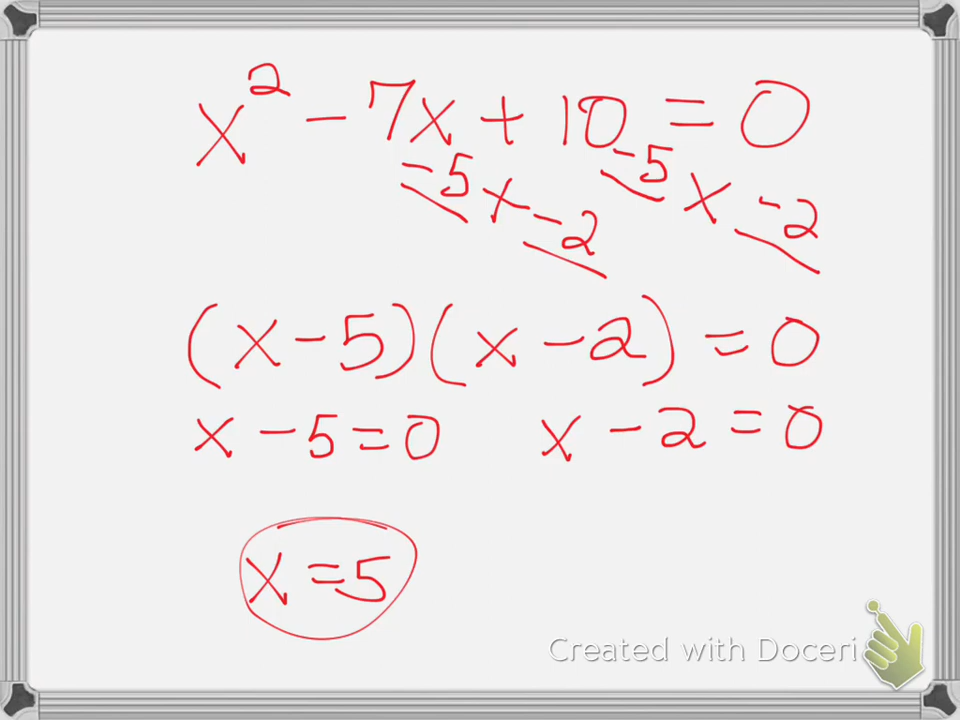 x² - 7x + 10 = 0
-5 x -2 -5 x -2
(x - 5)(x - 2) = 0
x - 5 = 0 x - 2 = 0
x = 5
Created with Doceri